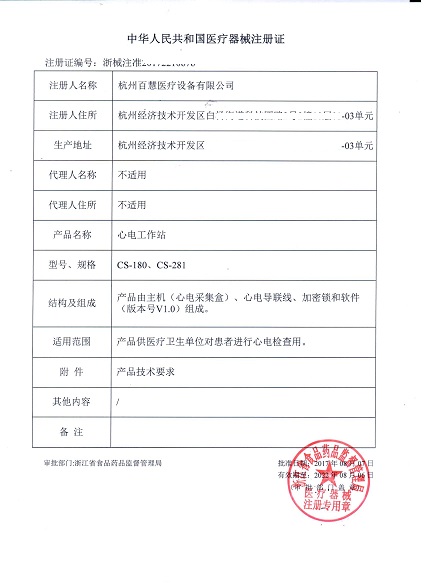 中华人民共和国医疗器械注册证
注册证编号：浙械注准
注册人名称 杭州百慧医疗设备有限公司
注册人住所 杭州经济技术开发区白 -03单元
生产地址 杭州经济技术开发区 -03单元
代理人名称 不适用
代理人住所 不适用
产品名称 心电工作站
型号、规格 CS-180、CS-281
结构及组成 产品由主机（心电采集盒）、心电导联线、加密锁和软件
（版本号V1.0）组成。
适用范围 产品供医疗卫生单位对患者进行心电检查用。
附 件 产品技术要求
其他内容 /
备 注
审批部门:浙江省食品药品监督管理局
批准日期：2017年08月07日
有效期至：2022年08月06日
审批部门盖章
浙江省食品药品监督管理局
医疗器械
注册专用章